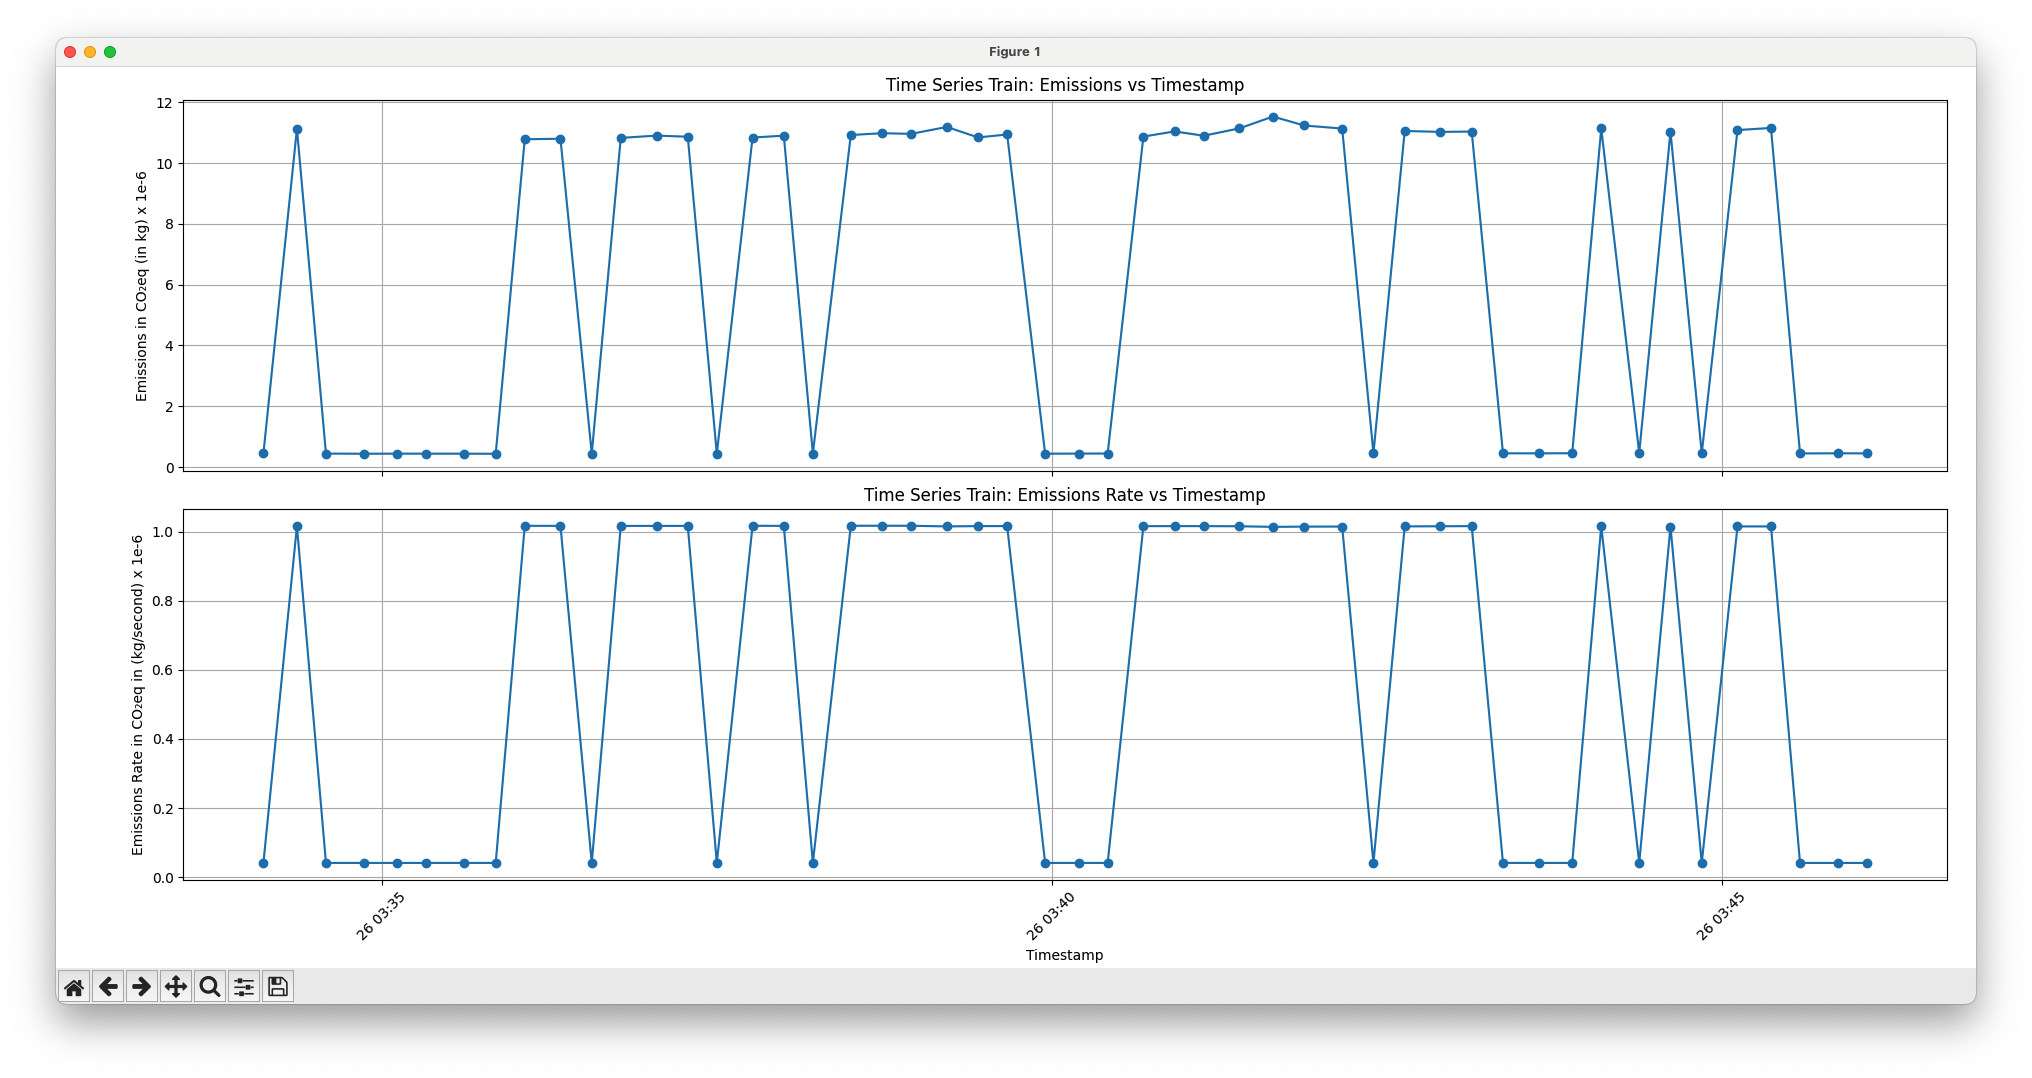 Figure 1
Time Series Train: Emissions vs Timestamp
Emissions in CO₂eq (in kg) x 1e-6
12
10
8
6
4
2
0
Time Series Train: Emissions Rate vs Timestamp
Emissions Rate in CO₂eq in (kg/second) x 1e-6
1.0
0.8
0.6
0.4
0.2
0.0
26 03:35
26 03:40
26 03:45
Timestamp